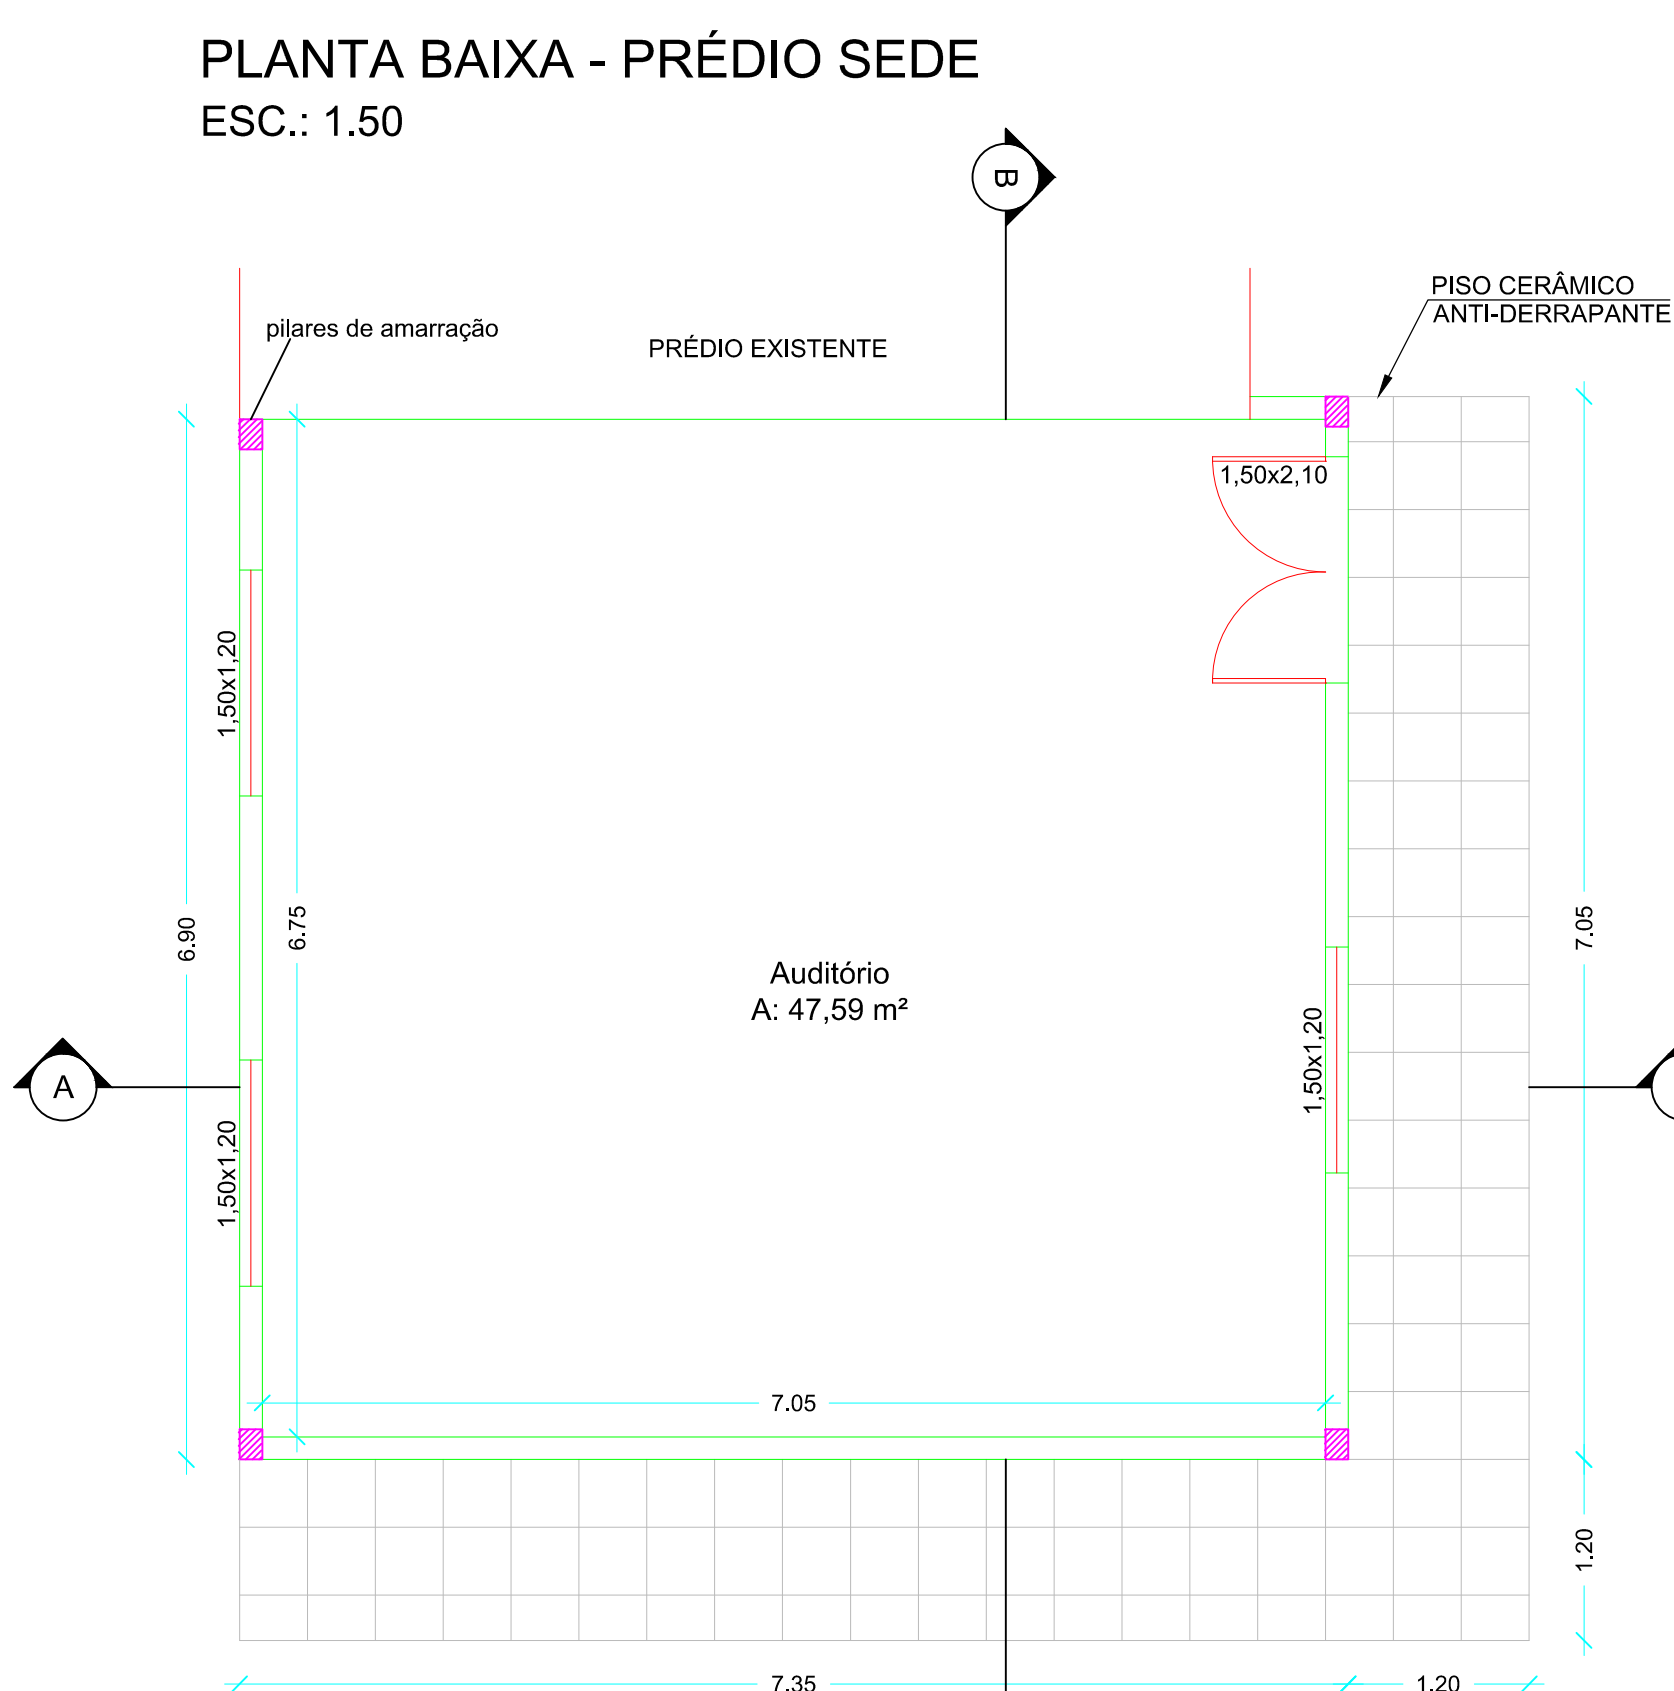 PLANTA BAIXA - PRÉDIO SEDE
ESC.: 1.50
B
PISO CERÂMICO
ANTI-DERRAPANTE
pilares de amarração
PRÉDIO EXISTENTE
1,50x2,10
1,50x1,20
6.90
6.75
7.05
Auditório
A: 47,59 m²
1,50x1,20
A
1,50x1,20
7.05
1.20
7.35
1.20